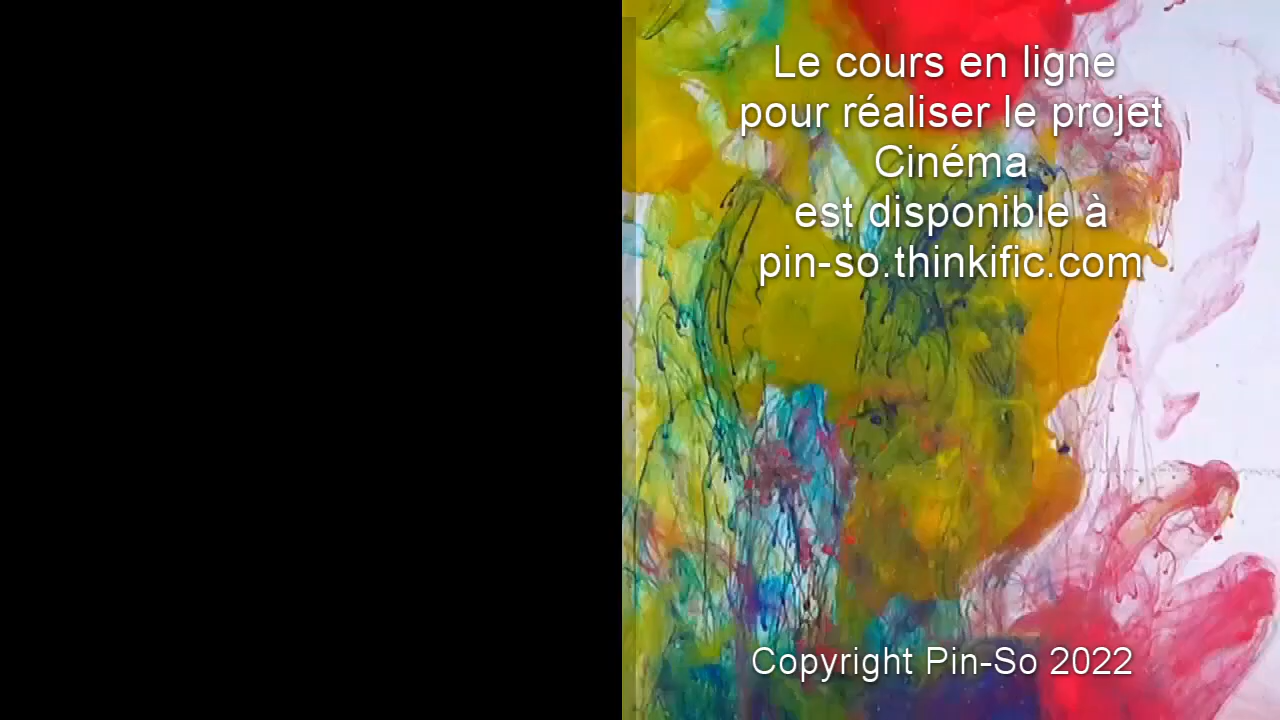 Le cours en ligne
pour réaliser le projet
Cinéma
est disponible à
pin-so.thinkific.com
Copyright Pin-So 2022